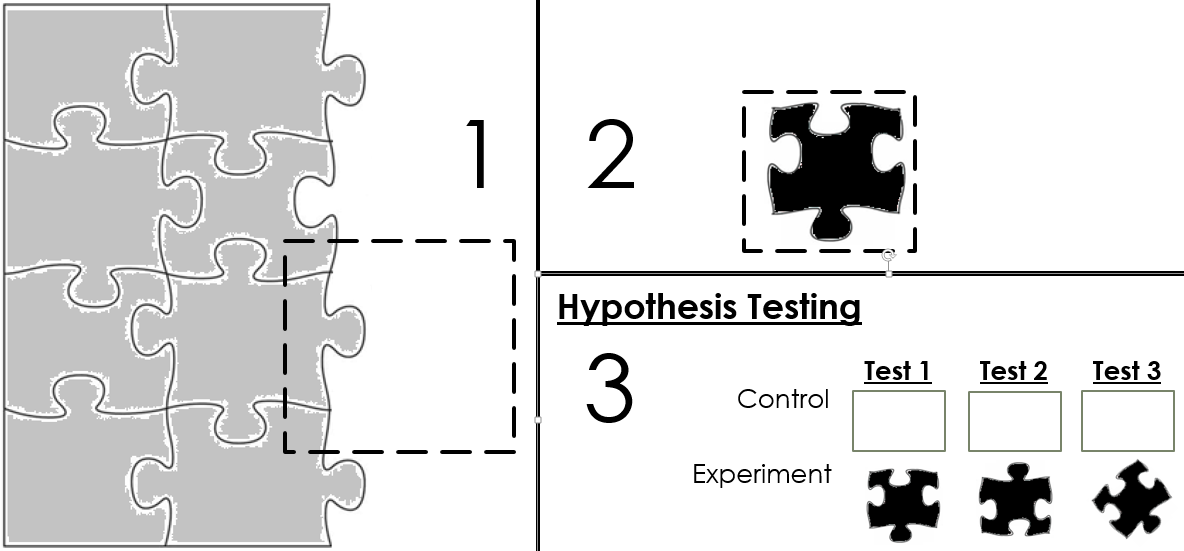 1
2
Hypothesis Testing
3
Test 1 Test 2 Test 3
Control
Experiment